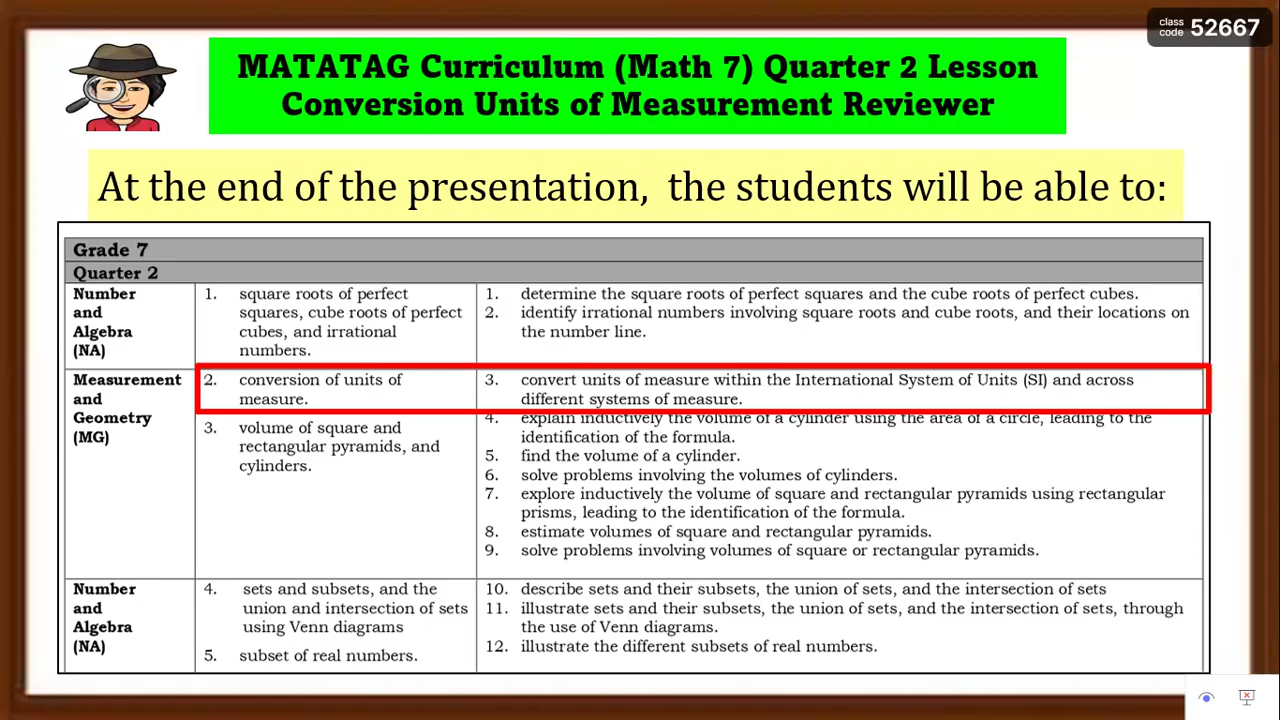 class
code 52667
MATATAG Curriculum (Math 7) Quarter 2 Lesson
Conversion Units of Measurement Reviewer
At the end of the presentation, the students will be able to:
Grade 7
Quarter 2
Number
and
Algebra
(NA)
1. square roots of perfect
squares, cube roots of perfect
cubes, and irrational
numbers.
1. determine the square roots of perfect squares and the cube roots of perfect cubes.
2. identify irrational numbers involving square roots and cube roots, and their locations on
the number line.
Measurement
and
Geometry
(MG)
2. conversion of units of
measure.
3. volume of square and
rectangular pyramids, and
cylinders.
3. convert units of measure within the International System of Units (SI) and across
different systems of measure.
4. explain inductively the volume of a cylinder using the area of a circle, leading to the
identification of the formula.
5. find the volume of a cylinder.
6. solve problems involving the volumes of cylinders.
7. explore inductively the volume of square and rectangular pyramids using rectangular
prisms, leading to the identification of the formula.
8. estimate volumes of square and rectangular pyramids.
9. solve problems involving volumes of square or rectangular pyramids.
Number
and
Algebra
(NA)
4. sets and subsets, and the
union and intersection of sets
using Venn diagrams
5. subset of real numbers.
10. describe sets and their subsets, the union of sets, and the intersection of sets
11. illustrate sets and their subsets, the union of sets, and the intersection of sets, through
the use of Venn diagrams.
12. illustrate the different subsets of real numbers.